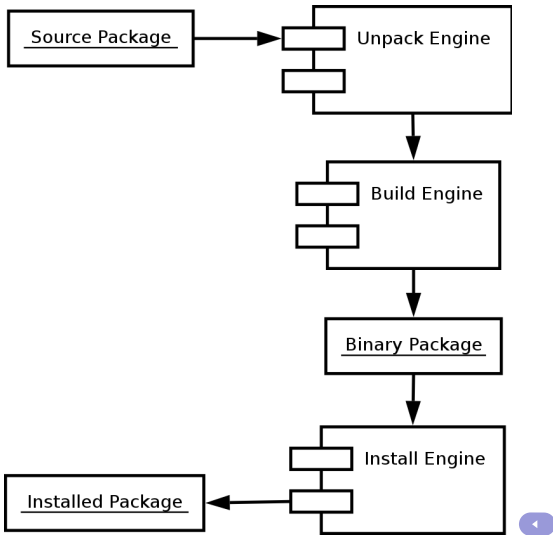 Source Package
Unpack Engine
Build Engine
Binary Package
Install Engine
Installed Package